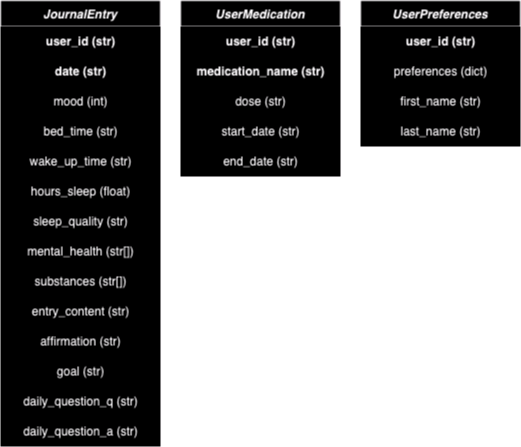 JournalEntry
user_id (str)
date (str)
mood (int)
bed_time (str)
wake_up_time (str)
hours_sleep (float)
sleep_quality (str)
mental_health (str[])
substances (str[])
entry_content (str)
affirmation (str)
goal (str)
daily_question_q (str)
daily_question_a (str)
UserMedication
user_id (str)
medication_name (str)
dose (str)
start_date (str)
end_date (str)
UserPreferences
user_id (str)
preferences (dict)
first_name (str)
last_name (str)